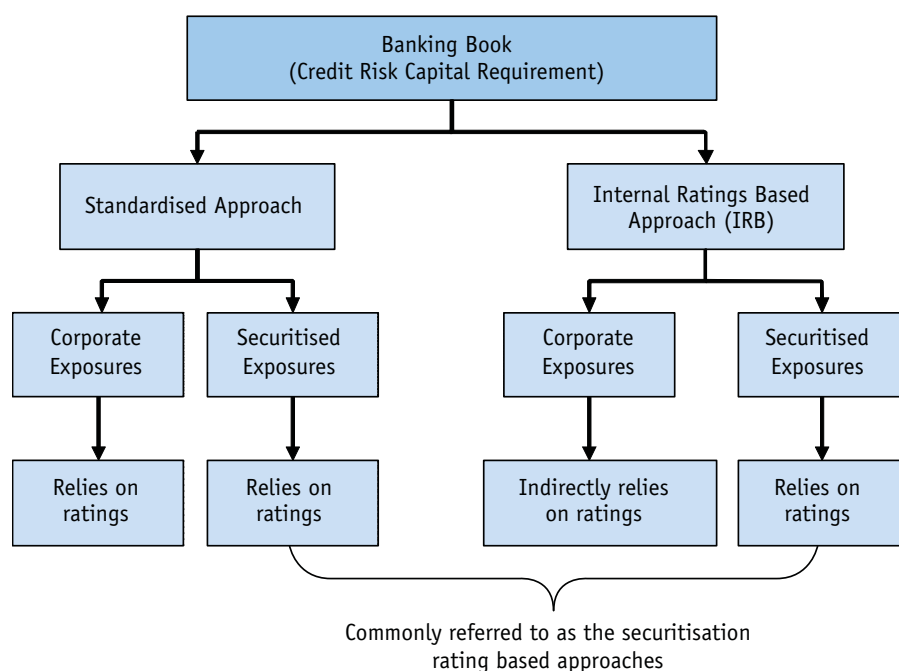 Banking Book
(Credit Risk Capital Requirement)
Standardised Approach
Internal Ratings Based
Approach (IRB)
Corporate
Exposures
Securitised
Exposures
Corporate
Exposures
Securitised
Exposures
Relies on
ratings
Relies on
ratings
Indirectly relies
on ratings
Relies on
ratings
Commonly referred to as the securitisation
rating based approaches